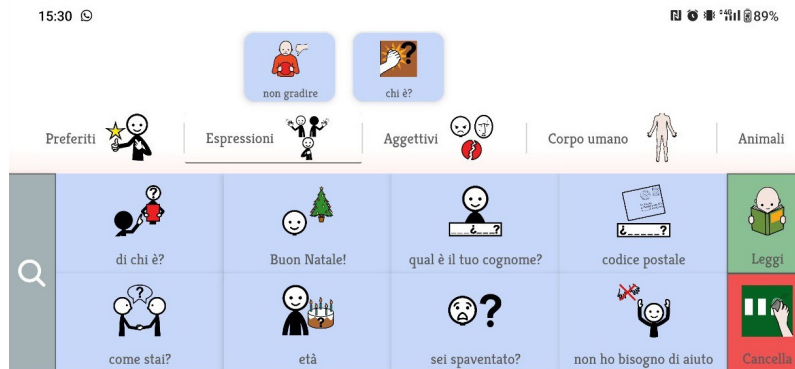 15:30 89%
non gradire chi è?
Preferiti Espressioni Aggettivi Corpo umano Animali
di chi è? Buon Natale! qual è il tuo cognome? codice postale Leggi
come stai? età sei spaventato? non ho bisogno di aiuto Cancella